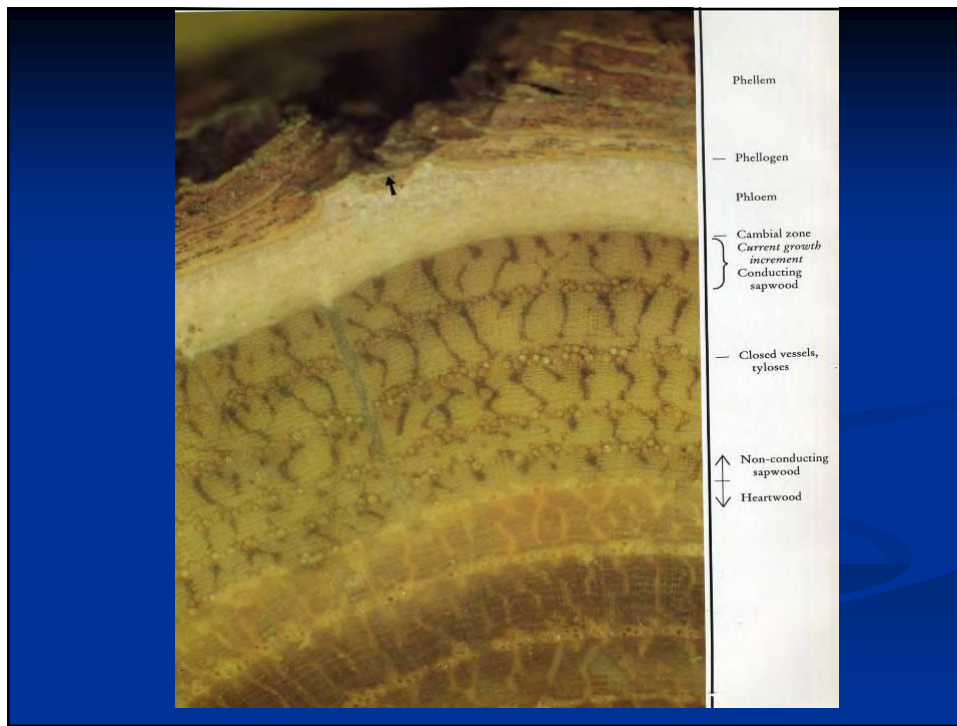 Phellem
Phellogen
Phloem
Cambial zone
Current growth
increment
Conducting
sapwood
Closed vessels,
tyloses
Non-conducting
sapwood
Heartwood